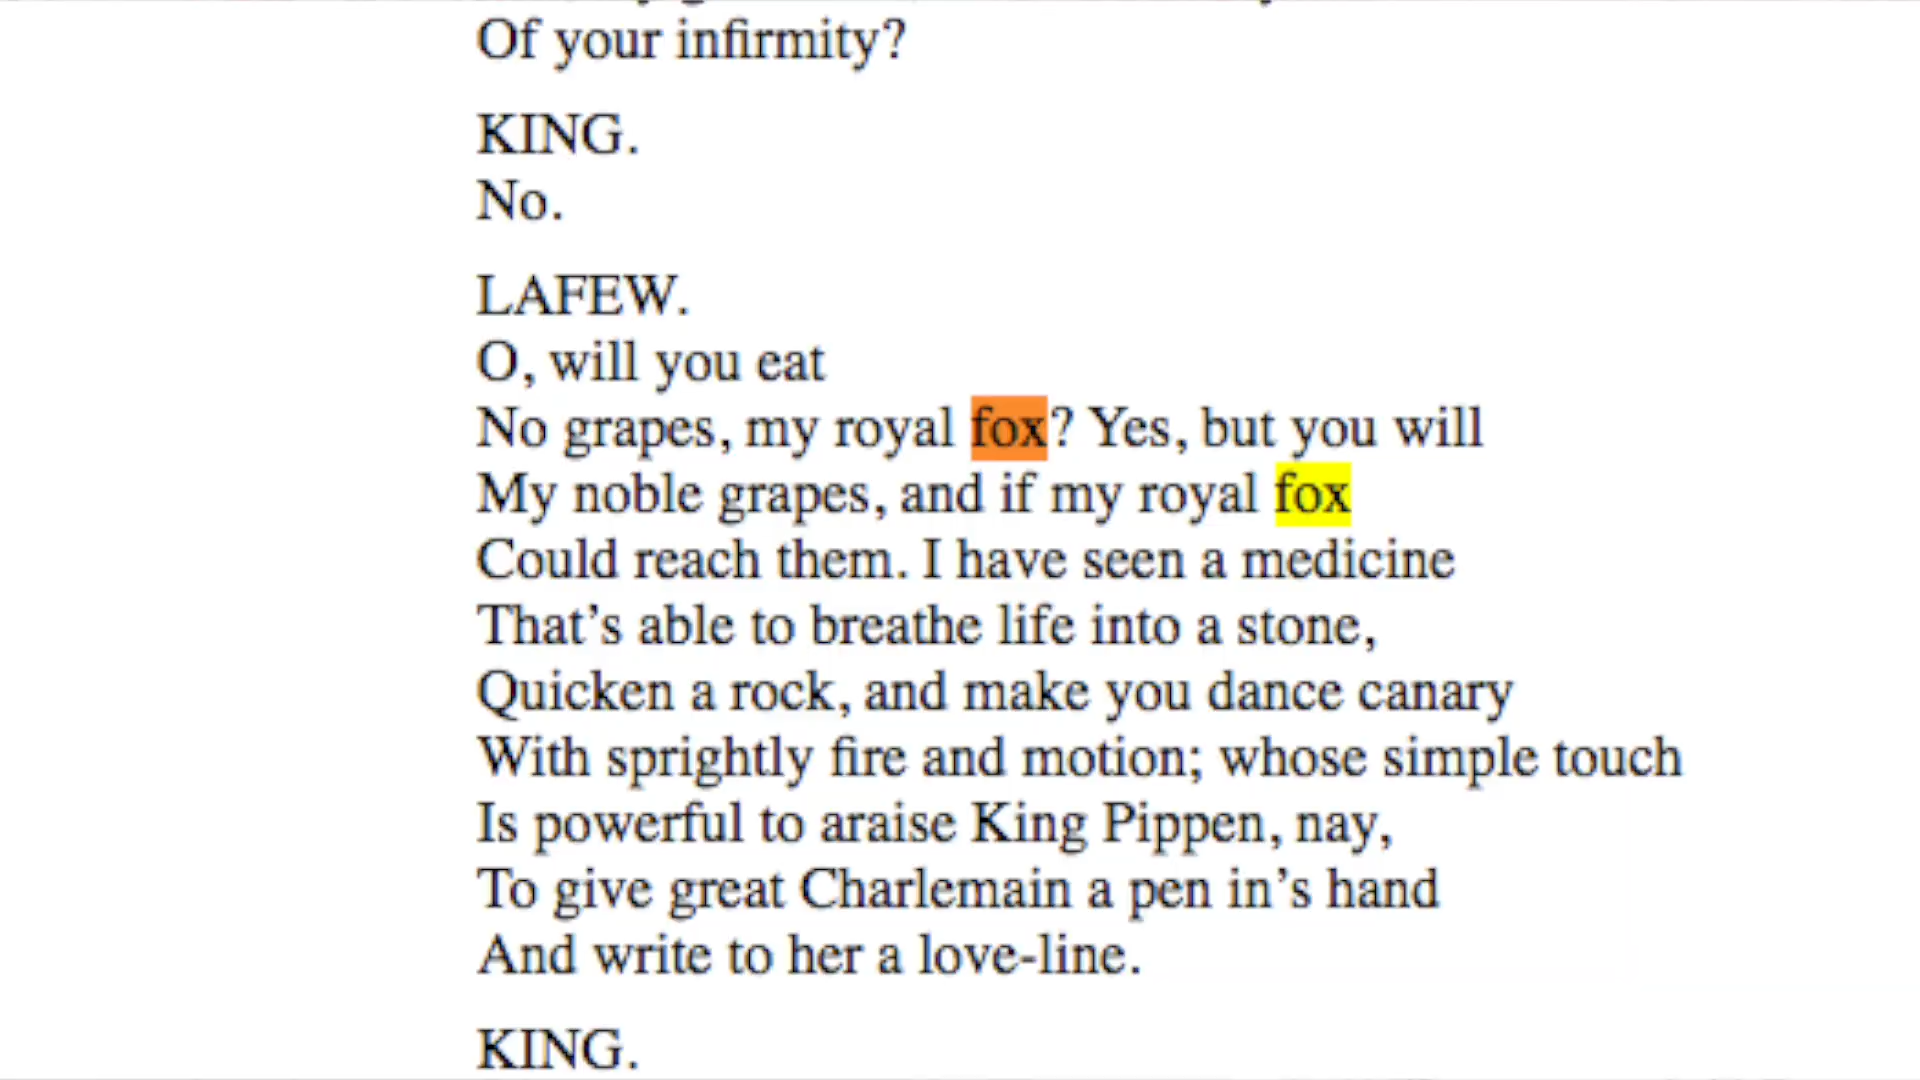 Of your infirmity?
KING.
No.
LAFEW.
O, will you eat
No grapes, my royal fox? Yes, but you will
My noble grapes, and if my royal fox
Could reach them. I have seen a medicine
That’s able to breathe life into a stone,
Quicken a rock, and make you dance canary
With sprightly fire and motion; whose simple touch
Is powerful to araise King Pippen, nay,
To give great Charlemain a pen in’s hand
And write to her a love-line.
KING.